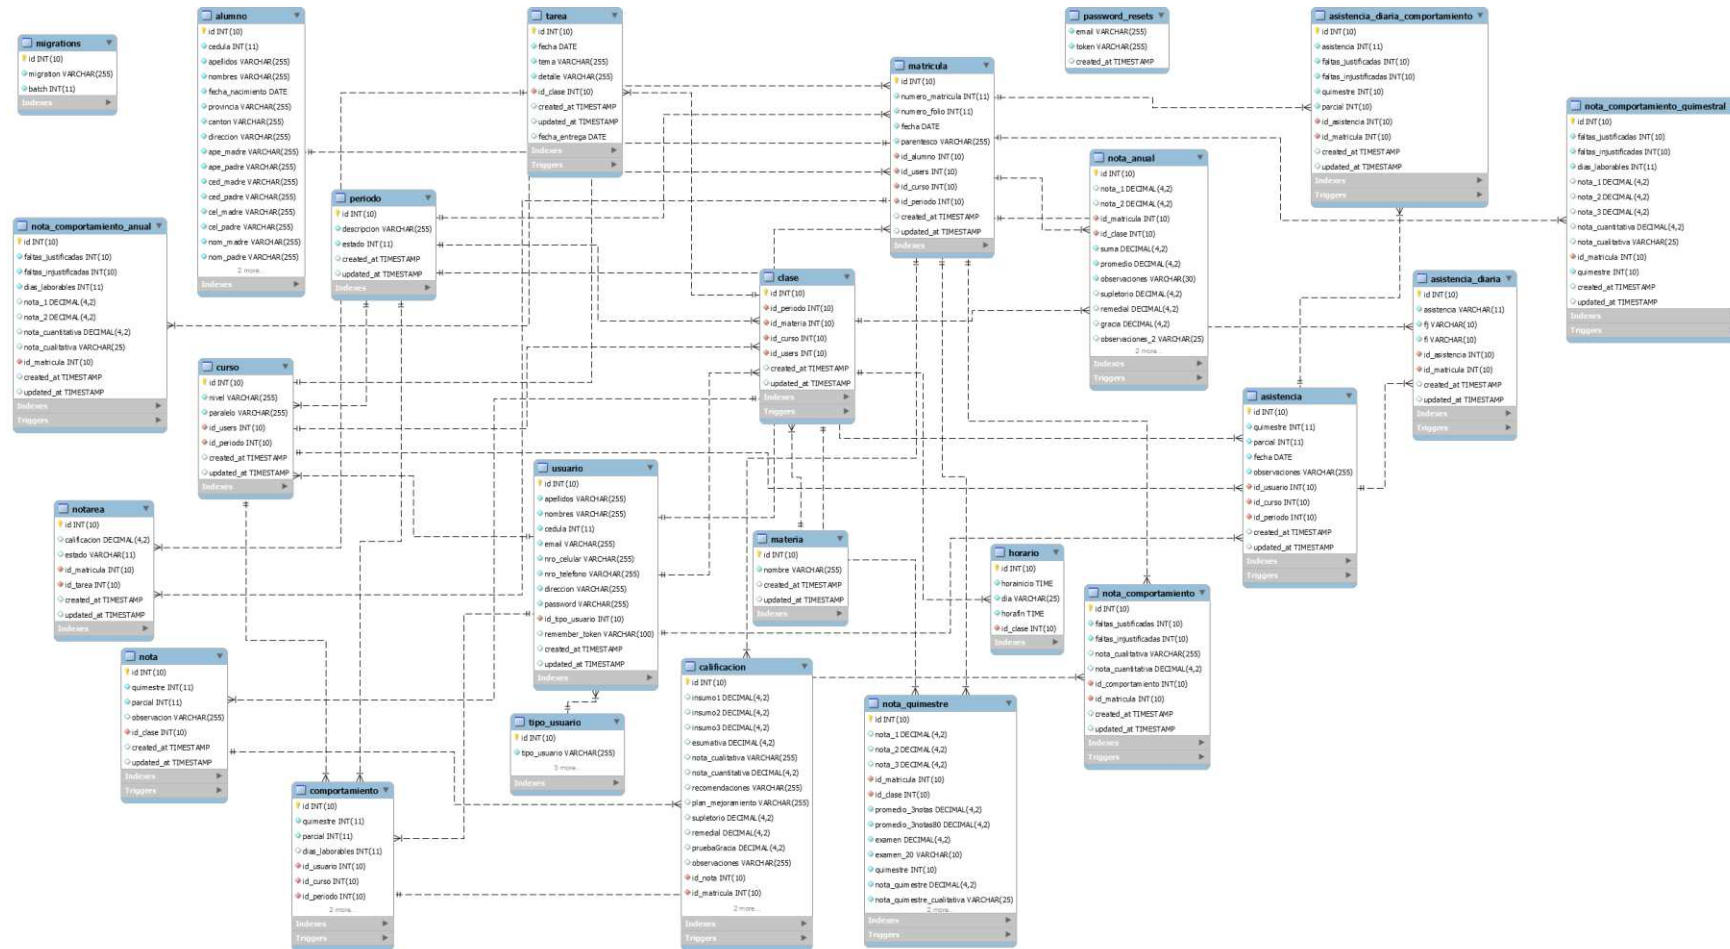 migrations
id INT(10)
migration VARCHAR(255)
batch INT(11)
Indexes
alumno
id INT(10)
cedula INT(11)
apellidos VARCHAR(255)
nombres VARCHAR(255)
fecha_nacimiento DATE
provincia VARCHAR(255)
canton VARCHAR(255)
direccion VARCHAR(255)
ape_madre VARCHAR(255)
ape_padre VARCHAR(255)
ced_madre VARCHAR(255)
ced_padre VARCHAR(255)
cel_madre VARCHAR(255)
cel_padre VARCHAR(255)
nom_madre VARCHAR(255)
nom_padre VARCHAR(255)
2 more...
Indexes
tarea
id INT(10)
fecha DATE
tema VARCHAR(255)
detalle VARCHAR(255)
id_clase INT(10)
created_at TIMESTAMP
updated_at TIMESTAMP
fecha_entrega DATE
Indexes
Triggers
matricula
id INT(10)
numero_matricula INT(11)
numero_folio INT(11)
fecha DATE
parentesco VARCHAR(255)
id_alumno INT(10)
id_users INT(10)
id_curso INT(10)
id_periodo INT(10)
created_at TIMESTAMP
updated_at TIMESTAMP
Indexes
password_resets
email VARCHAR(255)
token VARCHAR(255)
created_at TIMESTAMP
asistencia_diaria_comportamiento
id INT(10)
asistencia INT(11)
faltas_justificadas INT(10)
faltas_injustificadas INT(10)
quimestre INT(10)
parcial INT(10)
id_asistencia INT(10)
id_matricula INT(10)
created_at TIMESTAMP
updated_at TIMESTAMP
Indexes
Triggers
nota_comportamiento_quimestral
id INT(10)
faltas_justificadas INT(10)
faltas_injustificadas INT(10)
dias_laborables INT(11)
nota_1 DECIMAL(4,2)
nota_2 DECIMAL(4,2)
nota_3 DECIMAL(4,2)
nota_cuantitativa DECIMAL(4,2)
nota_cualitativa VARCHAR(25)
id_matricula INT(10)
quimestre INT(10)
created_at TIMESTAMP
updated_at TIMESTAMP
Indexes
Triggers
nota_anual
id INT(10)
nota_1 DECIMAL(4,2)
nota_2 DECIMAL(4,2)
id_matricula INT(10)
id_clase INT(10)
suma DECIMAL(4,2)
promedio DECIMAL(4,2)
observaciones VARCHAR(30)
supletorio DECIMAL(4,2)
remedial DECIMAL(4,2)
gracia DECIMAL(4,2)
observaciones_2 VARCHAR(25)
2 more...
Indexes
Triggers
periodo
id INT(10)
descripcion VARCHAR(255)
estado INT(11)
created_at TIMESTAMP
updated_at TIMESTAMP
Indexes
nota_comportamiento_anual
id INT(10)
faltas_justificadas INT(10)
faltas_injustificadas INT(10)
dias_laborables INT(11)
nota_1 DECIMAL(4,2)
nota_2 DECIMAL(4,2)
nota_cuantitativa DECIMAL(4,2)
nota_cualitativa VARCHAR(25)
id_matricula INT(10)
created_at TIMESTAMP
updated_at TIMESTAMP
Indexes
Triggers
clase
id INT(10)
id_periodo INT(10)
id_materia INT(10)
id_curso INT(10)
id_users INT(10)
created_at TIMESTAMP
updated_at TIMESTAMP
Indexes
Triggers
asistencia_diaria
id INT(10)
asistencia VARCHAR(11)
fj VARCHAR(10)
fi VARCHAR(10)
id_asistencia INT(10)
id_matricula INT(10)
created_at TIMESTAMP
updated_at TIMESTAMP
Indexes
Triggers
curso
id INT(10)
nivel VARCHAR(255)
paralelo VARCHAR(255)
id_users INT(10)
id_periodo INT(10)
created_at TIMESTAMP
updated_at TIMESTAMP
Indexes
asistencia
id INT(10)
quimestre INT(11)
parcial INT(11)
fecha DATE
observaciones VARCHAR(255)
id_usuario INT(10)
id_curso INT(10)
id_periodo INT(10)
created_at TIMESTAMP
updated_at TIMESTAMP
Indexes
Triggers
usuario
id INT(10)
apellidos VARCHAR(255)
nombres VARCHAR(255)
cedula INT(11)
email VARCHAR(255)
nro_celular VARCHAR(255)
nro_telefono VARCHAR(255)
direccion VARCHAR(255)
password VARCHAR(255)
id_tipo_usuario INT(10)
remember_token VARCHAR(100)
created_at TIMESTAMP
updated_at TIMESTAMP
Indexes
notarea
id INT(10)
calificacion DECIMAL(4,2)
estado VARCHAR(11)
id_matricula INT(10)
id_tarea INT(10)
created_at TIMESTAMP
updated_at TIMESTAMP
Indexes
materia
id INT(10)
nombre VARCHAR(255)
created_at TIMESTAMP
updated_at TIMESTAMP
Indexes
horario
id INT(10)
horainicio TIME
dia VARCHAR(25)
horafin TIME
id_clase INT(10)
Indexes
nota_comportamiento
id INT(10)
faltas_justificadas INT(10)
faltas_injustificadas INT(10)
nota_cualitativa VARCHAR(255)
nota_cuantitativa DECIMAL(4,2)
id_comportamiento INT(10)
id_matricula INT(10)
created_at TIMESTAMP
updated_at TIMESTAMP
Indexes
Triggers
nota
id INT(10)
quimestre INT(11)
parcial INT(11)
observacion VARCHAR(255)
id_clase INT(10)
created_at TIMESTAMP
updated_at TIMESTAMP
Indexes
Triggers
calificacion
id INT(10)
insumo1 DECIMAL(4,2)
insumo2 DECIMAL(4,2)
insumo3 DECIMAL(4,2)
esumativa DECIMAL(4,2)
nota_cualitativa VARCHAR(255)
nota_cuantitativa DECIMAL(4,2)
recomendaciones VARCHAR(255)
plan_mejoramiento VARCHAR(255)
supletorio DECIMAL(4,2)
remedial DECIMAL(4,2)
pruebaGracia DECIMAL(4,2)
observaciones VARCHAR(255)
id_nota INT(10)
id_matricula INT(10)
2 more...
Indexes
Triggers
nota_quimestre
id INT(10)
nota_1 DECIMAL(4,2)
nota_2 DECIMAL(4,2)
nota_3 DECIMAL(4,2)
id_matricula INT(10)
id_clase INT(10)
promedio_3notas DECIMAL(4,2)
promedio_3notas80 DECIMAL(4,2)
examen DECIMAL(4,2)
examen_20 VARCHAR(10)
quimestre INT(10)
nota_quimestre DECIMAL(4,2)
nota_quimestre_cualitativa VARCHAR(25)
2 more...
Indexes
Triggers
tipo_usuario
id INT(10)
tipo_usuario VARCHAR(255)
3 more...
Indexes
comportamiento
id INT(10)
quimestre INT(11)
parcial INT(11)
dias_laborables INT(11)
id_usuario INT(10)
id_curso INT(10)
id_periodo INT(10)
2 more...
Indexes
Triggers